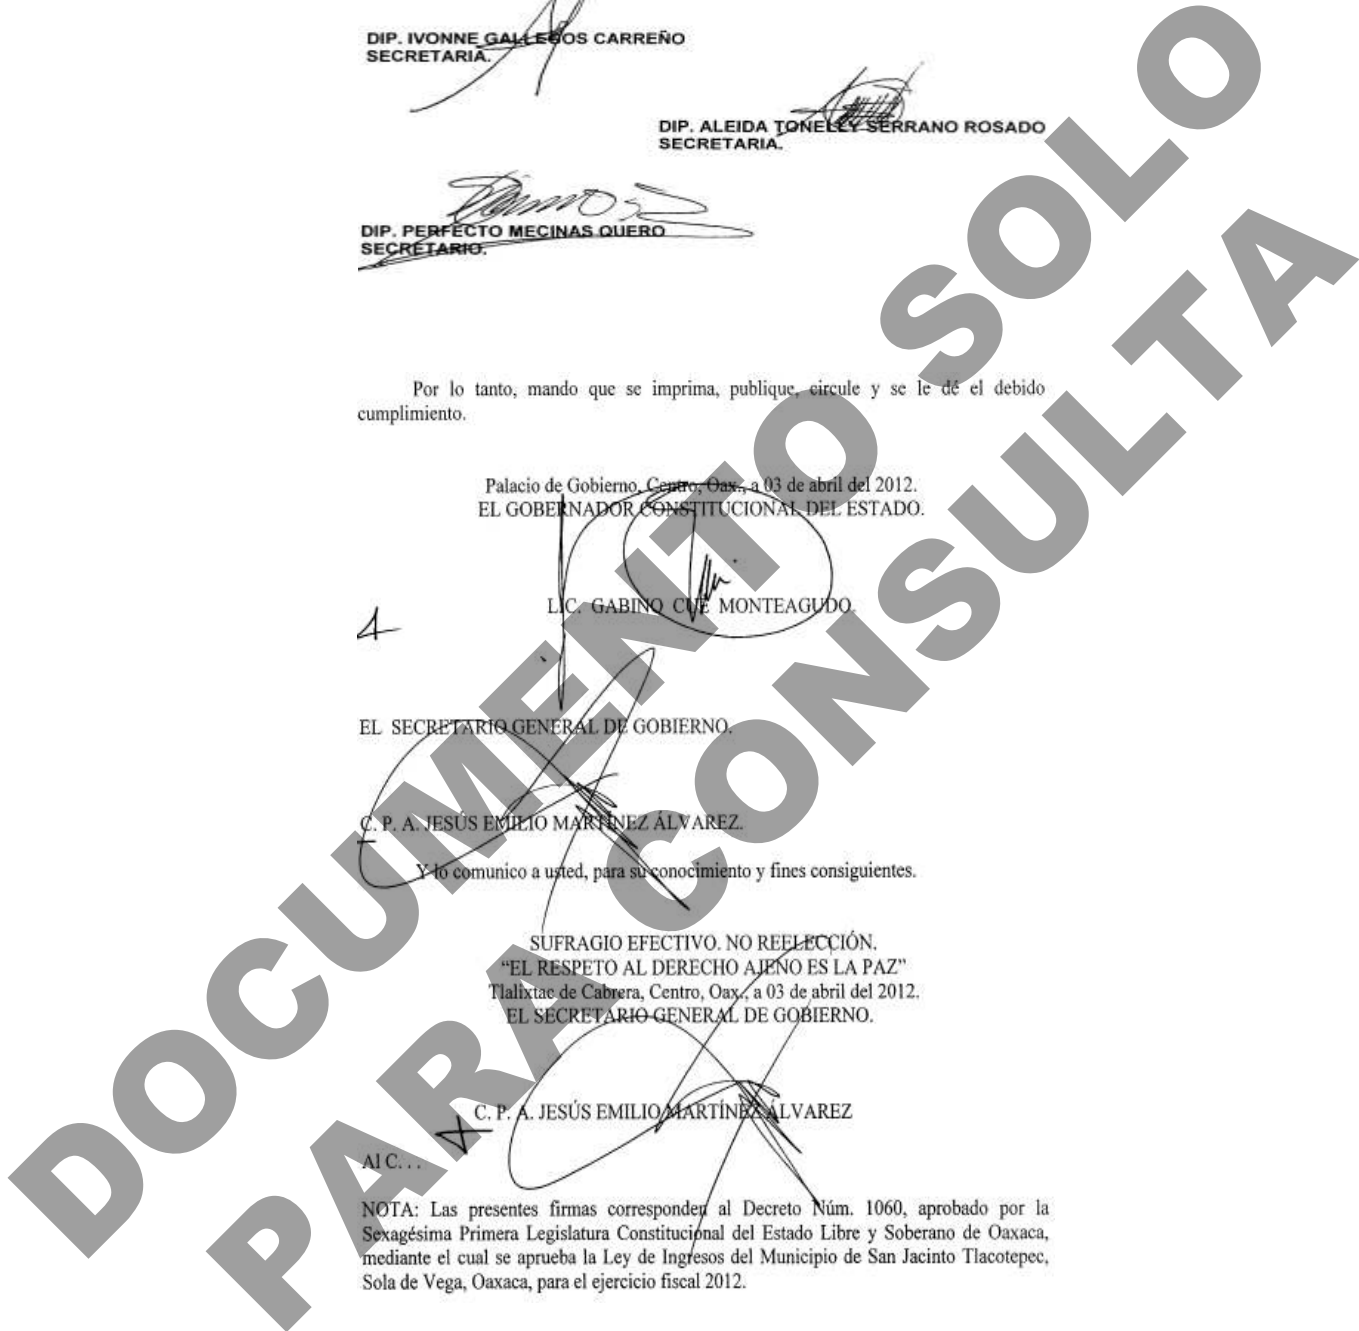 DIP. IVONNE GALLEGOS CARREÑO
SECRETARIA.
DIP. ALEIDA TONELLY SERRANO ROSADO
SECRETARIA.
DIP. PERFECTO MECINAS QUERO
SECRETARIO.
Por lo tanto, mando que se imprima, publique, circule y se le dé el debido
cumplimiento.
Palacio de Gobierno, Centro, Oax., a 03 de abril del 2012.
EL GOBERNADOR CONSTITUCIONAL DEL ESTADO.
LIC. GABINO CUÉ MONTEAGUDO.
EL SECRETARIO GENERAL DE GOBIERNO.
C. P. A. JESÚS EMILIO MARTÍNEZ ÁLVAREZ.
Y lo comunico a usted, para su conocimiento y fines consiguientes.
SUFRAGIO EFECTIVO. NO REELECCIÓN.
“EL RESPETO AL DERECHO AJENO ES LA PAZ”
Tlalixtac de Cabrera, Centro, Oax., a 03 de abril del 2012.
EL SECRETARIO GENERAL DE GOBIERNO.
C. P. A. JESÚS EMILIO MARTÍNEZ ÁLVAREZ
Al C. . .
NOTA: Las presentes firmas corresponden al Decreto Núm. 1060, aprobado por la
Sexagésima Primera Legislatura Constitucional del Estado Libre y Soberano de Oaxaca,
mediante el cual se aprueba la Ley de Ingresos del Municipio de San Jacinto Tlacotepec,
Sola de Vega, Oaxaca, para el ejercicio fiscal 2012.
DOCUMENTO SOLO
PARA CONSULTA